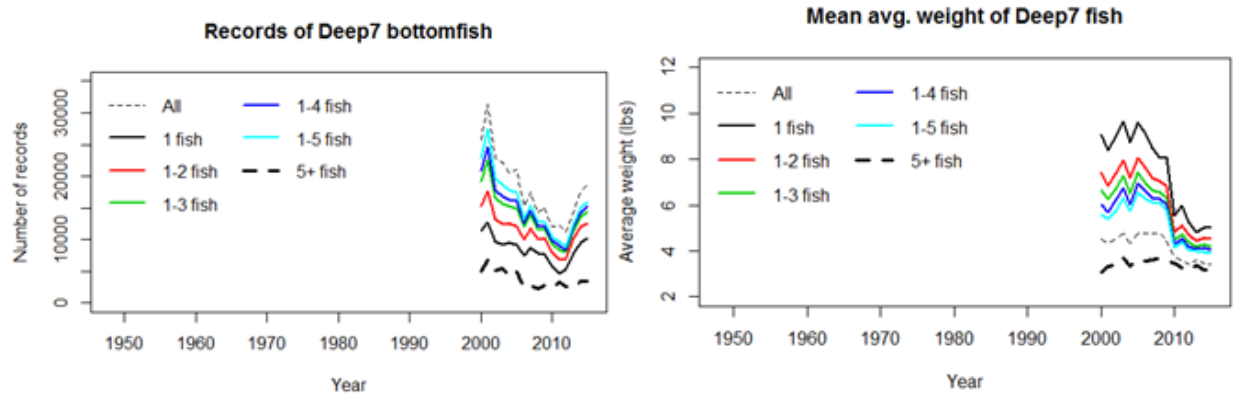 Records of Deep7 bottomfish
Number of records
0
10000
20000
30000
All
1 fish
1-2 fish
1-3 fish
1-4 fish
1-5 fish
5+ fish
1950 1960 1970 1980 1990 2000 2010
Year
Mean avg. weight of Deep7 fish
Average weight (lbs)
2
4
6
8
10
12
All
1 fish
1-2 fish
1-3 fish
1-4 fish
1-5 fish
5+ fish
1950 1960 1970 1980 1990 2000 2010
Year